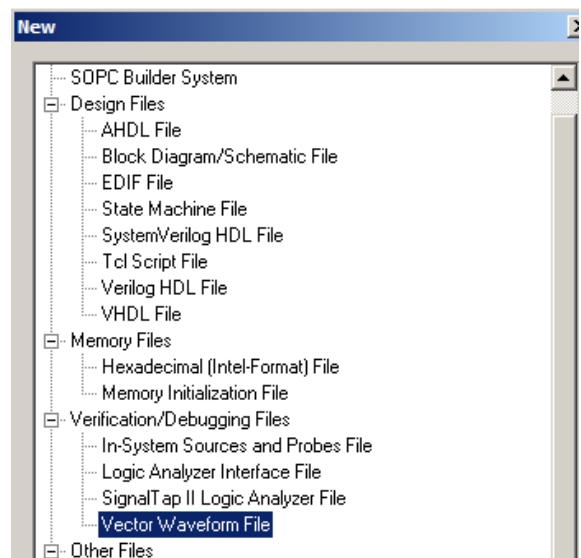 New
SOPC Builder System
Design Files
AHDL File
Block Diagram/Schematic File
EDIF File
State Machine File
SystemVerilog HDL File
Tcl Script File
Verilog HDL File
VHDL File
Memory Files
Hexadecimal (Intel-Format) File
Memory Initialization File
Verification/Debugging Files
In-System Sources and Probes File
Logic Analyzer Interface File
SignalTap II Logic Analyzer File
Vector Waveform File
Other Files